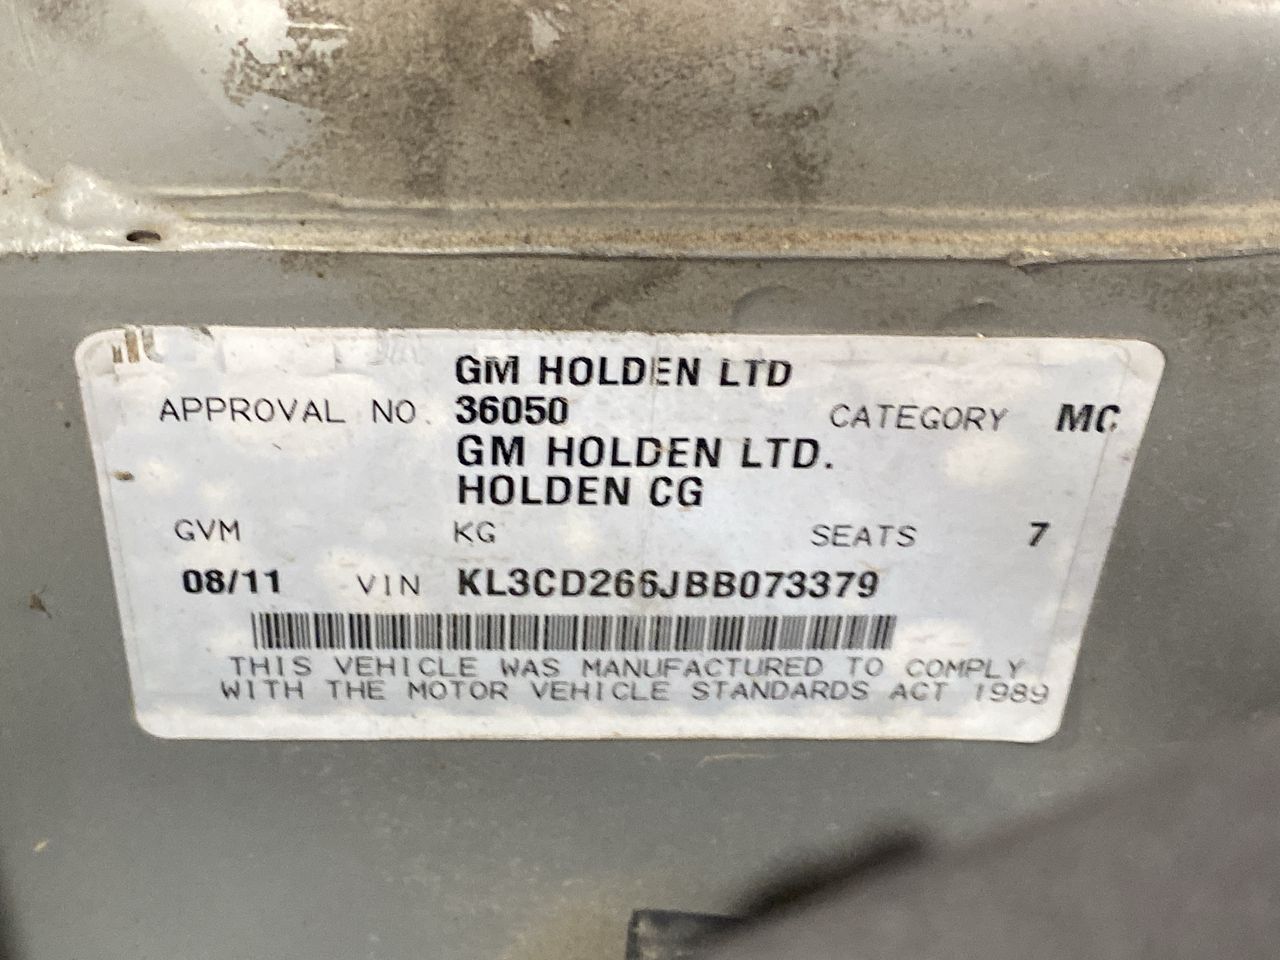 GM HOLDEN LTD
APPROVAL NO. 36050 CATEGORY MC
GM HOLDEN LTD.
HOLDEN CG
GVM KG SEATS 7
08/11 VIN KL3CD266JBB073379
THIS VEHICLE WAS MANUFACTURED TO COMPLY
WITH THE MOTOR VEHICLE STANDARDS ACT 1989